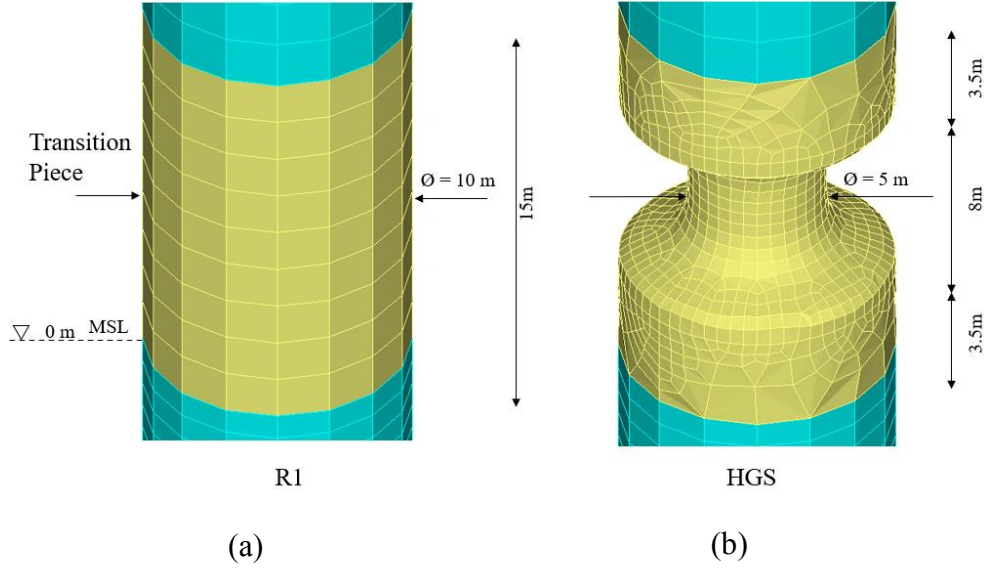 Transition
Piece
Ø = 10 m
15m
▽ 0 m MSL
R1
(a)
3.5m
Ø = 5 m
8m
3.5m
HGS
(b)